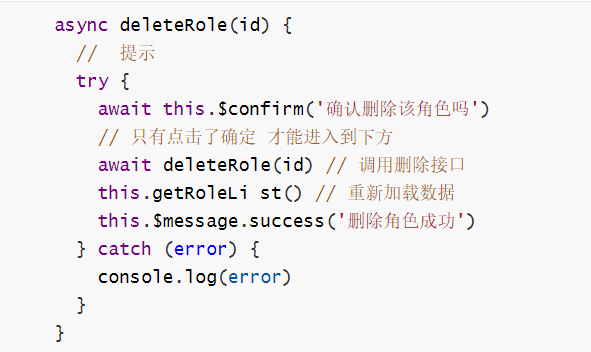 async deleteRole(id) {
//  提示
try {
await this.$confirm('确认删除该角色吗')
// 只有点击了确定 才能进入到下方
await deleteRole(id) // 调用删除接口
this.getRoleLi st() // 重新加载数据
this.$message.success('删除角色成功')
} catch (error) {
console.log(error)
}
}